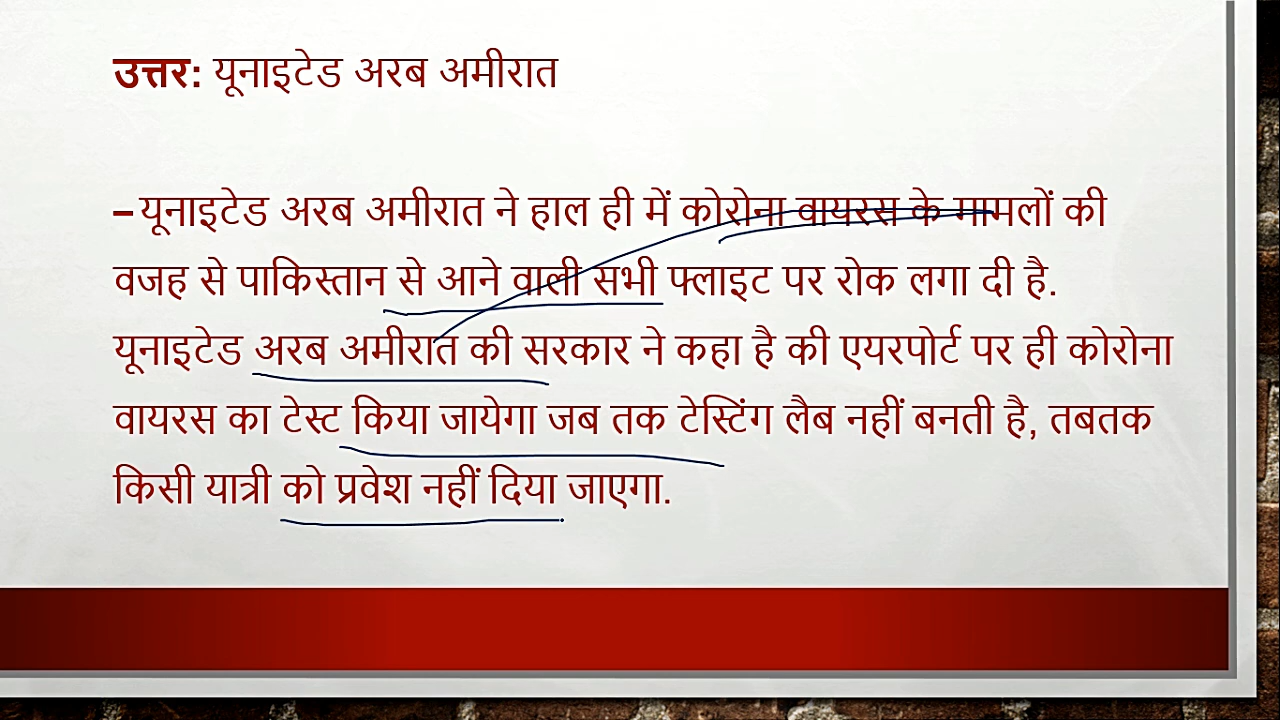 उत्तर: यूनाइटेड अरब अमीरात
– यूनाइटेड अरब अमीरात ने हाल ही में कोरोना वायरस के मामलों की
वजह से पाकिस्तान से आने वाली सभी फ्लाइट पर रोक लगा दी है.
यूनाइटेड अरब अमीरात की सरकार ने कहा है की एयरपोर्ट पर ही कोरोना
वायरस का टेस्ट किया जायेगा जब तक टेस्टिंग लैब नहीं बनती है, तबतक
किसी यात्री को प्रवेश नहीं दिया जाएगा.